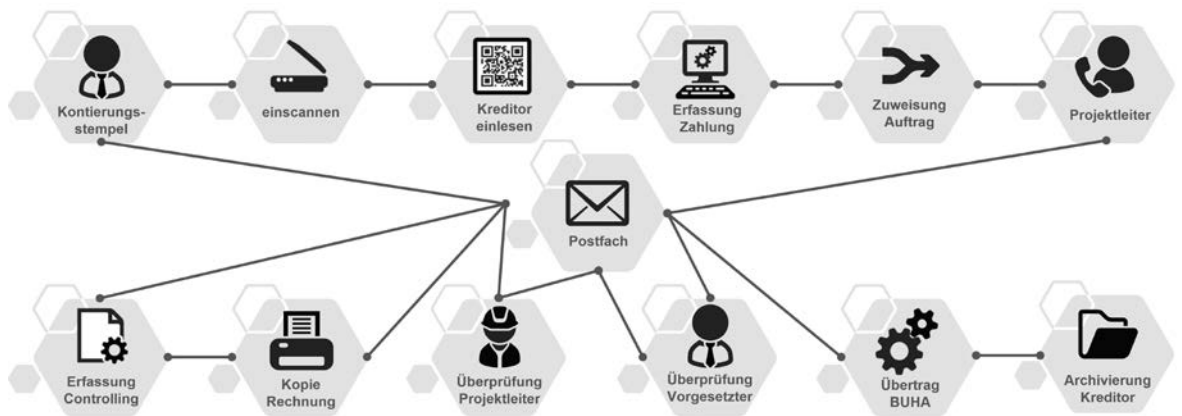 Kontierungs-
stempel
einscannen
Kreditor
einlesen
Erfassung
Zahlung
Zuweisung
Auftrag
Projektleiter
Postfach
Erfassung
Controlling
Kopie
Rechnung
Überprüfung
Projektleiter
Überprüfung
Vorgesetzter
Übertrag
BUHA
Archivierung
Kreditor